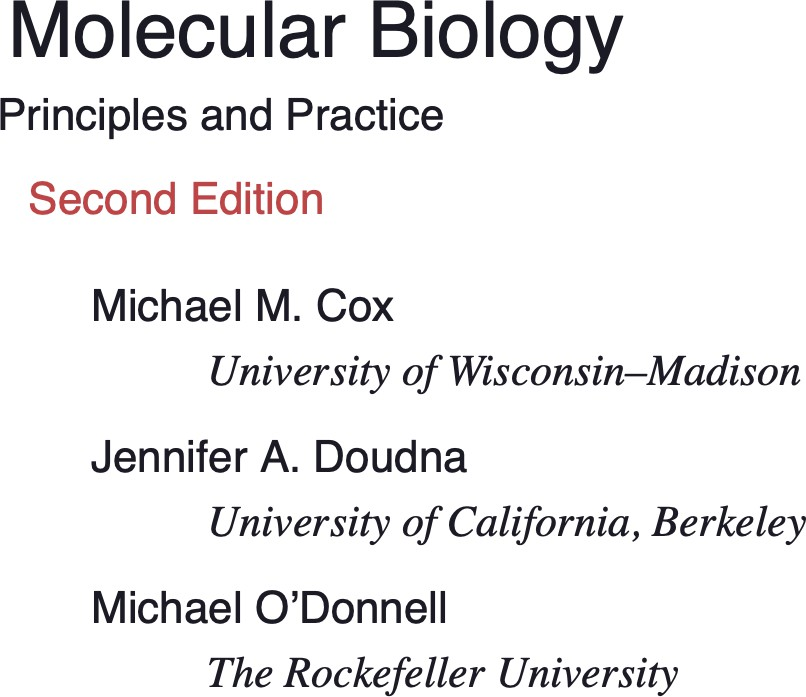 Molecular Biology
Principles and Practice
Second Edition
Michael M. Cox
University of Wisconsin–Madison
Jennifer A. Doudna
University of California, Berkeley
Michael O’Donnell
The Rockefeller University